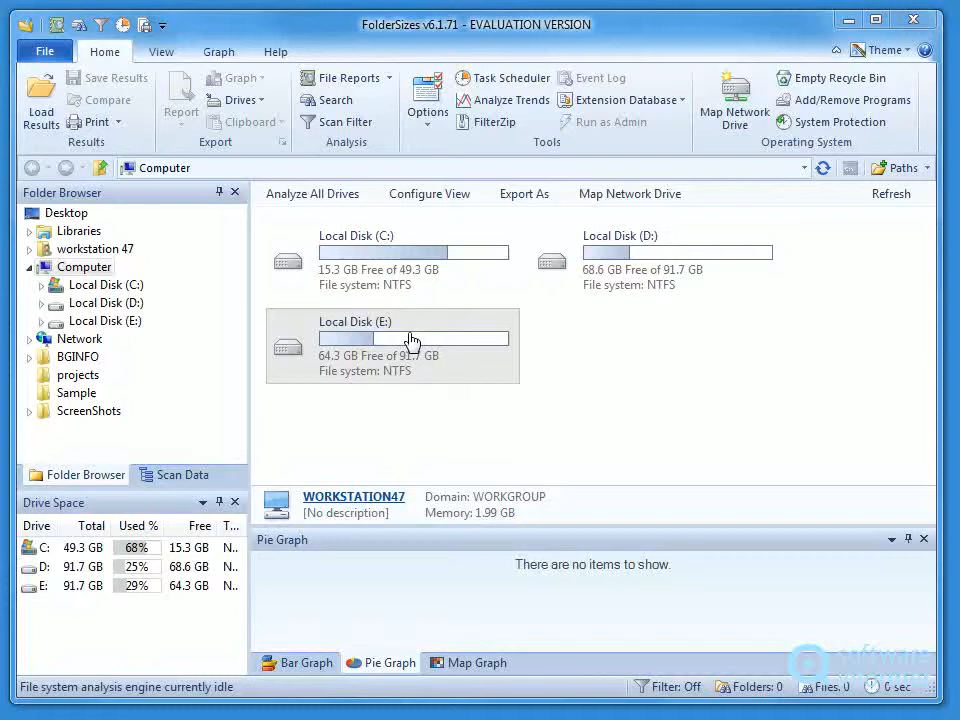 FolderSizes v6.1.71 - EVALUATION VERSION
File Home View Graph Help Theme
Load Results
Save Results
Compare
Print
Results
Report
Graph
Drives
Clipboard
Export
File Reports
Search
Scan Filter
Analysis
Options
Task Scheduler
Analyze Trends
FilterZip
Event Log
Extension Database
Run as Admin
Tools
Map Network Drive
Empty Recycle Bin
Add/Remove Programs
System Protection
Operating System
Computer
Paths
Folder Browser
Desktop
Libraries
workstation 47
Computer
Local Disk (C:)
Local Disk (D:)
Local Disk (E:)
Network
BGINFO
projects
Sample
ScreenShots
Folder Browser Scan Data
Analyze All Drives Configure View Export As Map Network Drive Refresh
Local Disk (C:)
15.3 GB Free of 49.3 GB
File system: NTFS
Local Disk (D:)
68.6 GB Free of 91.7 GB
File system: NTFS
Local Disk (E:)
64.3 GB Free of 91.7 GB
File system: NTFS
WORKSTATION47 Domain: WORKGROUP
[No description] Memory: 1.99 GB
Drive Space
Drive Total Used % Free T...
C: 49.3 GB 68% 15.3 GB N..
D: 91.7 GB 25% 68.6 GB N..
E: 91.7 GB 29% 64.3 GB N..
Pie Graph
There are no items to show.
Bar Graph Pie Graph Map Graph
File system analysis engine currently idle Filter: Off Folders: 0 Files: 0 0 sec
software